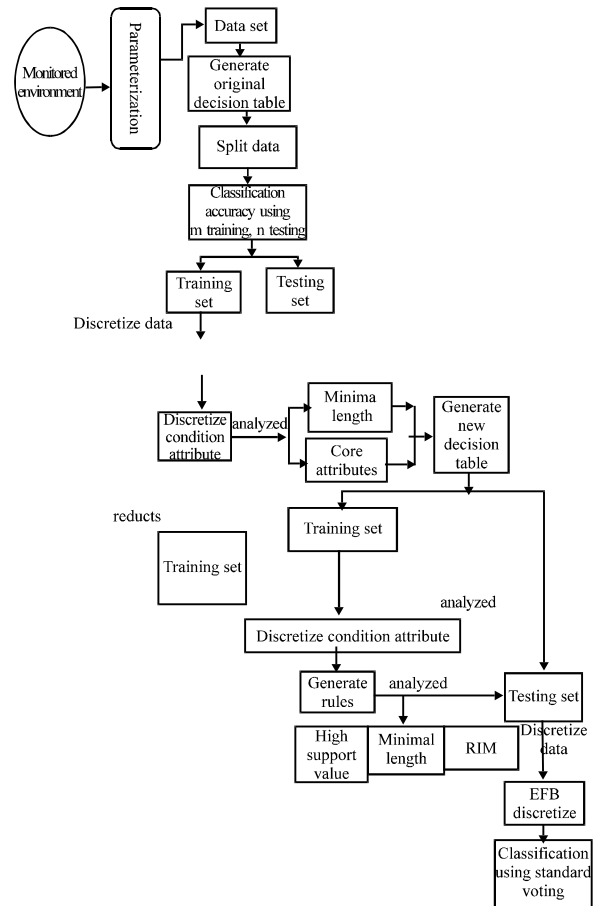 Data set
Monitored
environment
Parameterization
Generate
original
decision table
Split data
Classification
accuracy using
m training, n testing
Training
set
Testing
set
Discretize data
Discretize
condition
attribute
analyzed
Minima
length
Core
attributes
Generate
new
decision
table
reducts
Training set
Training set
analyzed
Discretize condition attribute
Generate
rules
analyzed
Testing set
High
support
value
Minimal
length
RIM
Discretize
data
EFB
discretize
Classification
using standard
voting